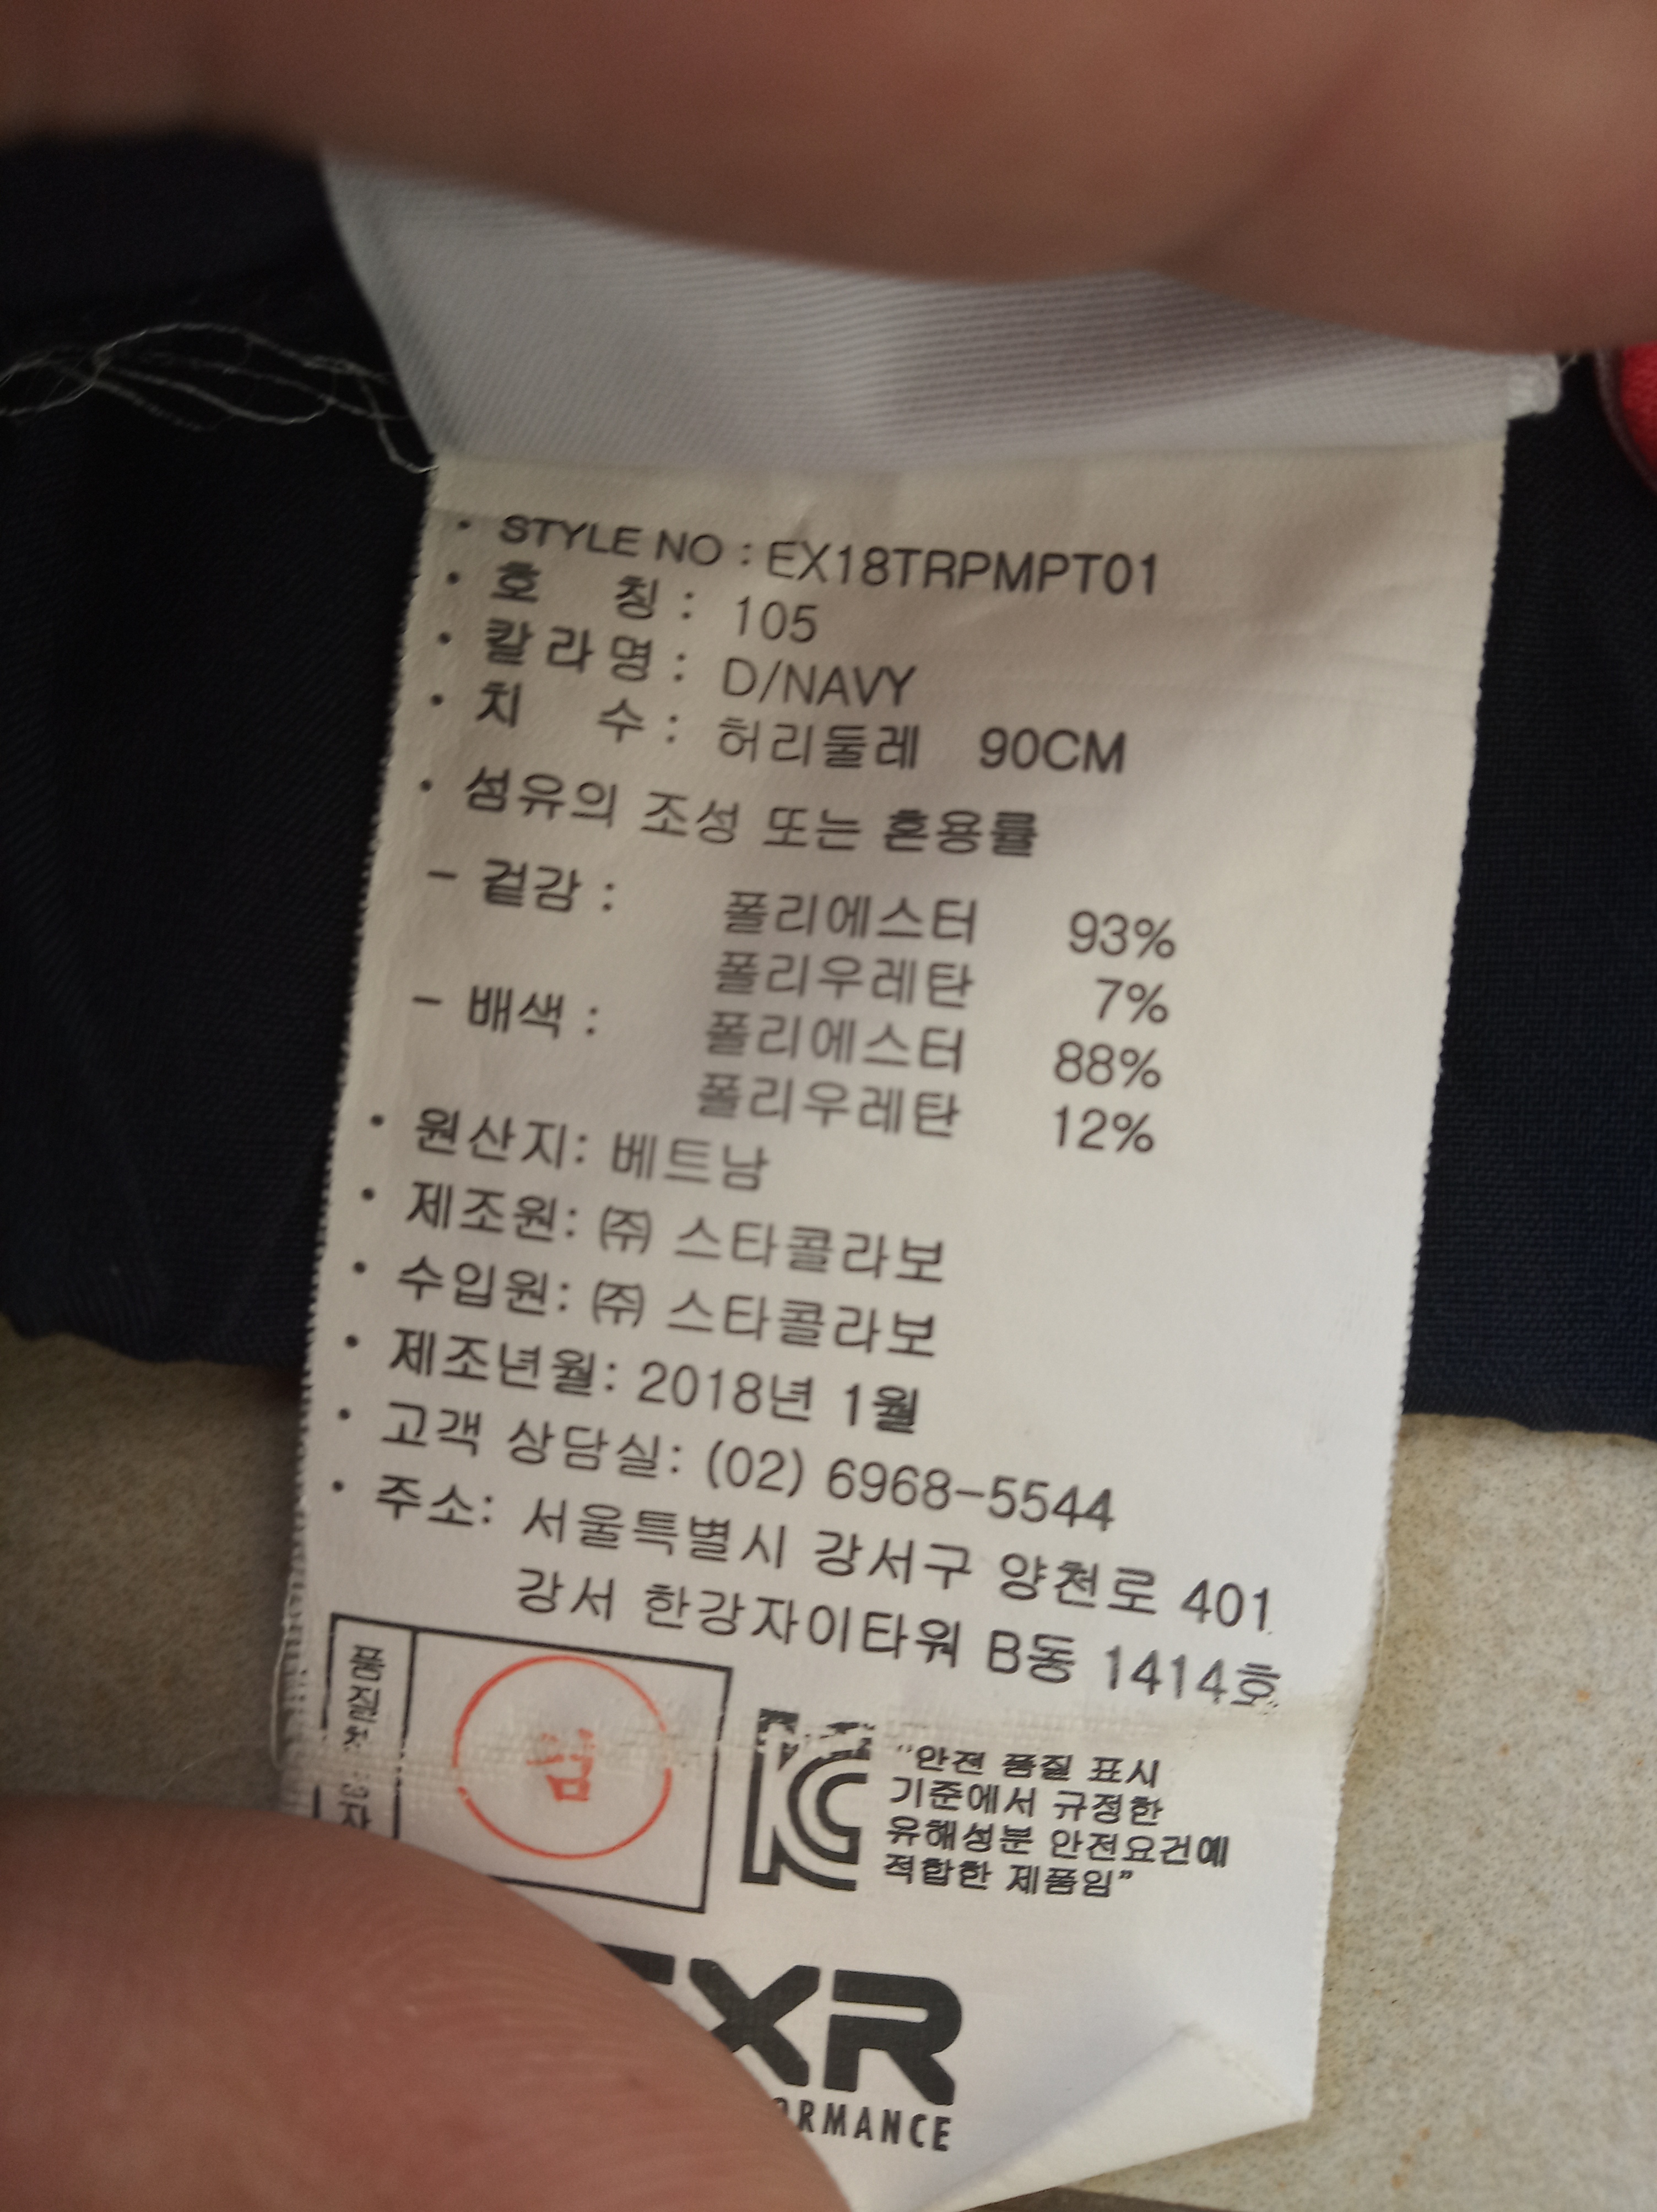 · STYLE NO : EX18TRPMPT01
· 호 칭 : 105
· 칼라명 : D/NAVY
· 치 수 : 허리둘레 90CM
· 섬유의 조성 또는 혼용률
- 겉감 : 폴리에스터 93%
폴리우레탄 7%
- 배색 : 폴리에스터 88%
폴리우레탄 12%
· 원산지: 베트남
· 제조원: ㈜ 스타콜라보
· 수입원: ㈜ 스타콜라보
· 제조년월: 2018년 1월
· 고객 상담실: (02) 6968-5544
· 주소: 서울특별시 강서구 양천로 401
강서 한강자이타워 B동 1414호
품질
"안전 품질 표시
기준에서 규정한
유해성분 안전요건에
적합한 제품임"
XR
RMANCE